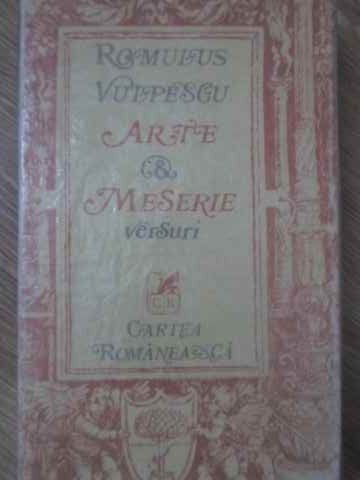 ROMULUS
VULPESCU
ARTE
&
MESERIE
versuri
C.R
CARTEA
ROMÂNEASCĂ